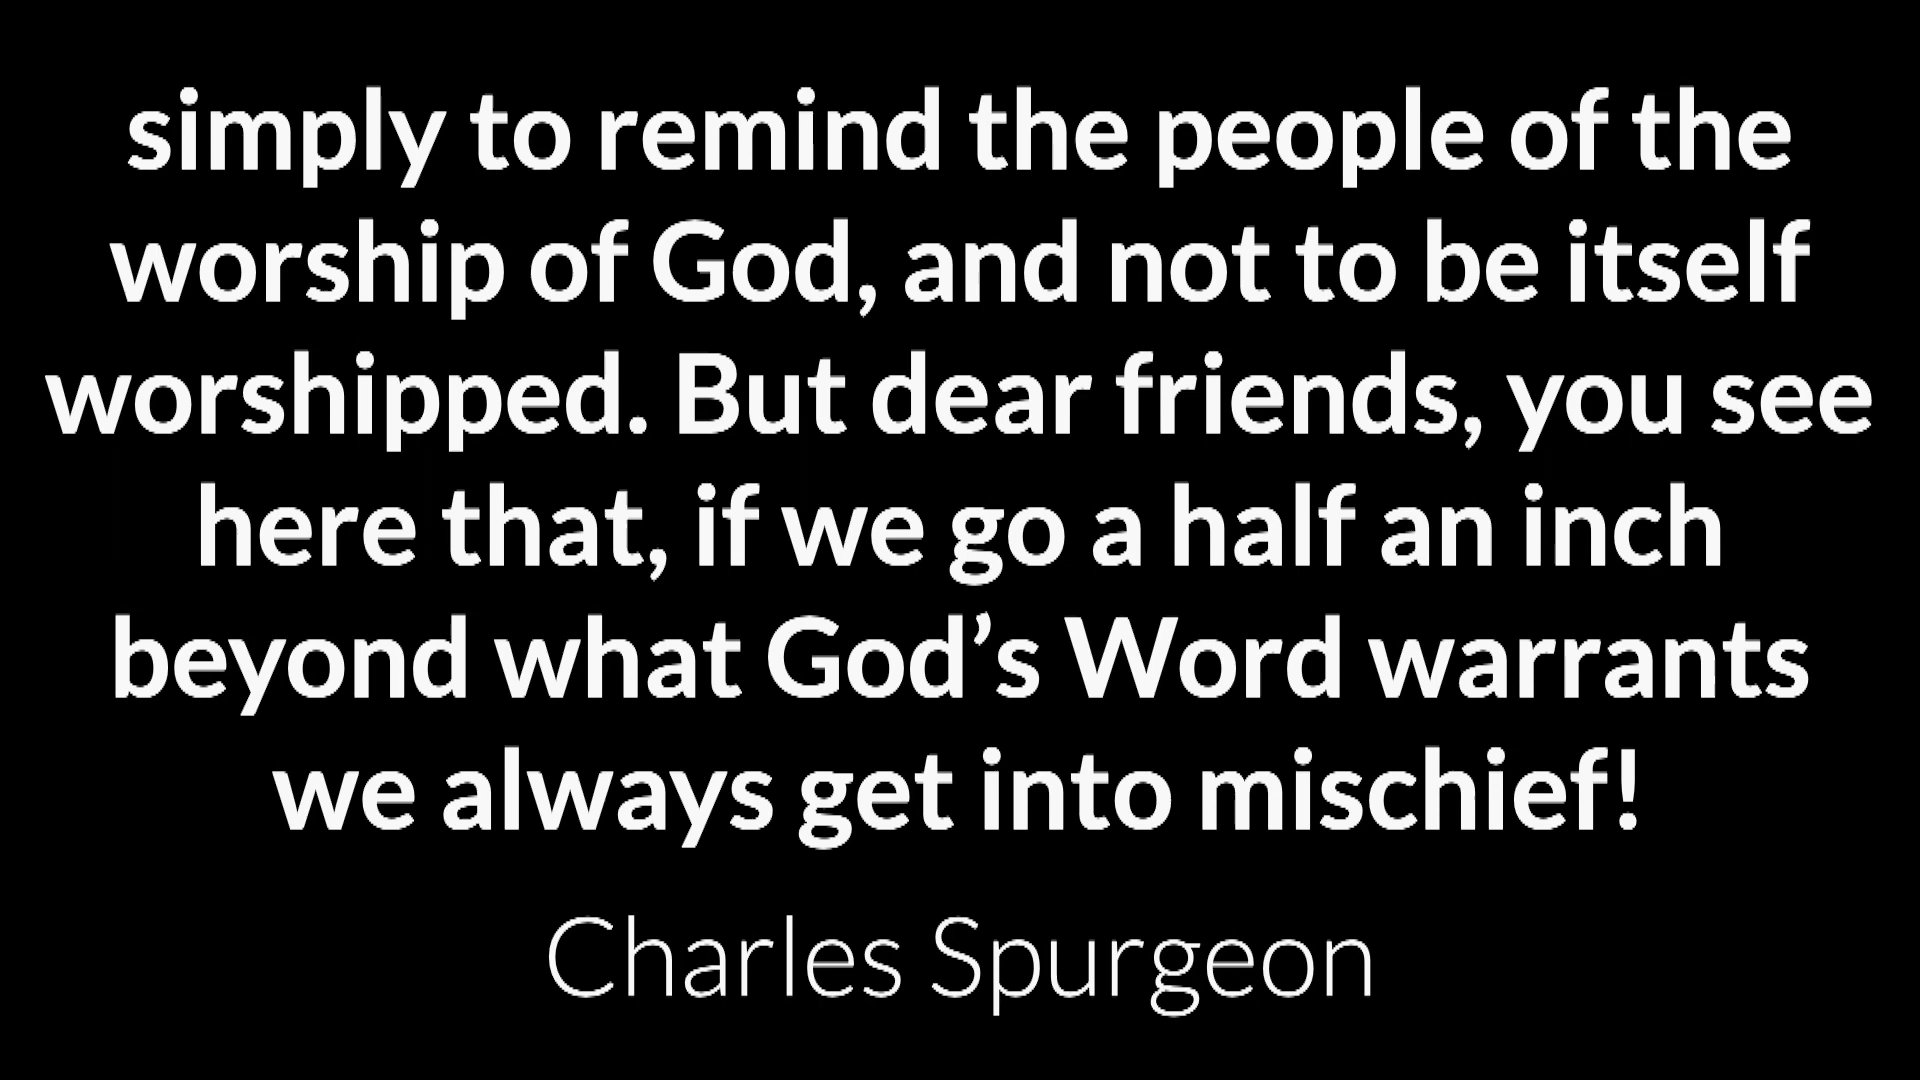 simply to remind the people of the
worship of God, and not to be itself
worshipped. But dear friends, you see
here that, if we go a half an inch
beyond what God’s Word warrants
we always get into mischief!
Charles Spurgeon